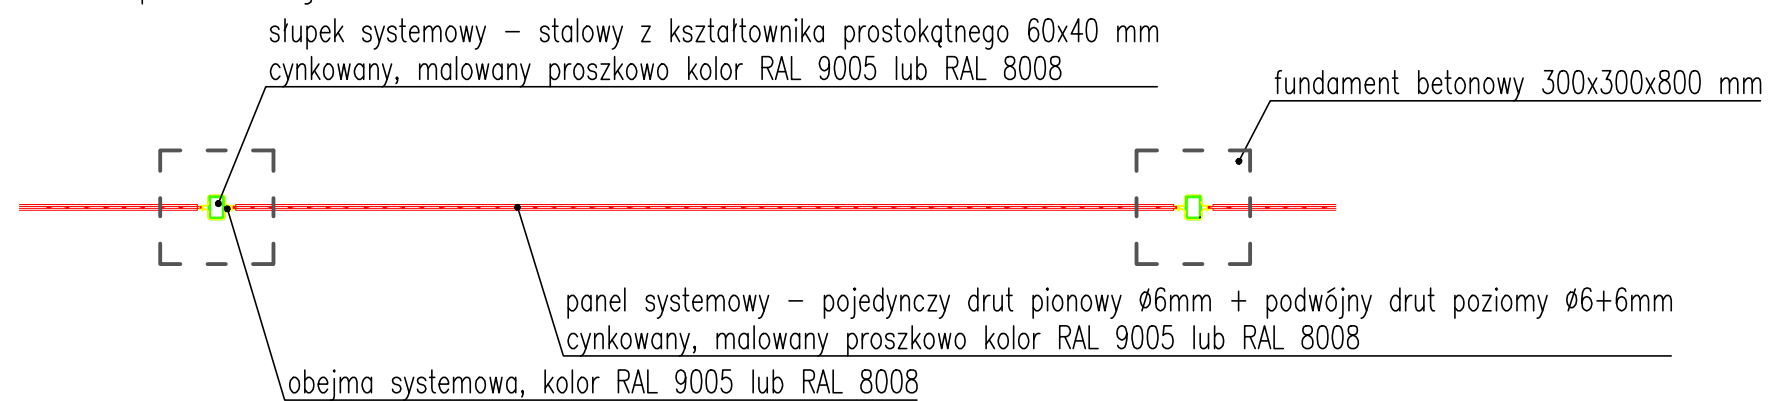 słupek systemowy – stalowy z kształtownika prostokątnego 60x40 mm
cynkowany, malowany proszkowo kolor RAL 9005 lub RAL 8008
fundament betonowy 300x300x800 mm
panel systemowy – pojedynczy drut pionowy Ø6mm + podwójny drut poziomy Ø6+6mm
cynkowany, malowany proszkowo kolor RAL 9005 lub RAL 8008
obejma systemowa, kolor RAL 9005 lub RAL 8008